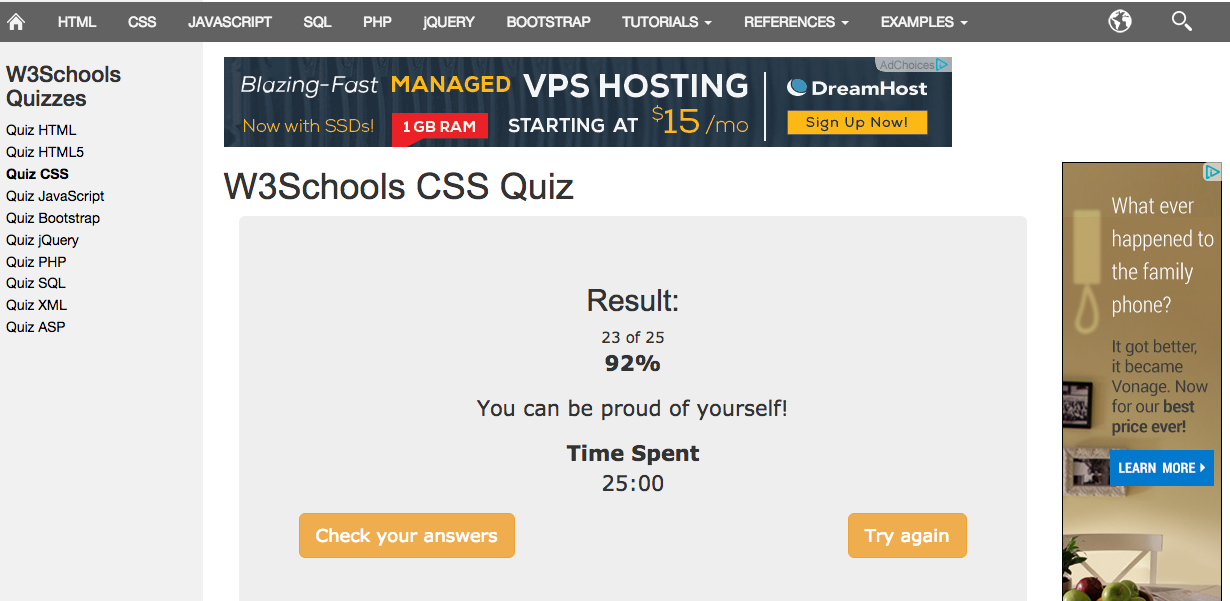 HTML CSS JAVASCRIPT SQL PHP jQUERY BOOTSTRAP TUTORIALS REFERENCES EXAMPLES
W3Schools
Quizzes
Quiz HTML
Quiz HTML5
Quiz CSS
Quiz JavaScript
Quiz Bootstrap
Quiz jQuery
Quiz PHP
Quiz SQL
Quiz XML
Quiz ASP
AdChoices
Blazing-Fast MANAGED VPS HOSTING
Now with SSDs! 1 GB RAM STARTING AT $15/mo
DreamHost
Sign Up Now!
W3Schools CSS Quiz
Result:
23 of 25
92%
You can be proud of yourself!
Time Spent
25:00
Check your answers
Try again
What ever
happened to
the family
phone?
It got better,
it became
Vonage. Now
for our best
price ever!
LEARN MORE